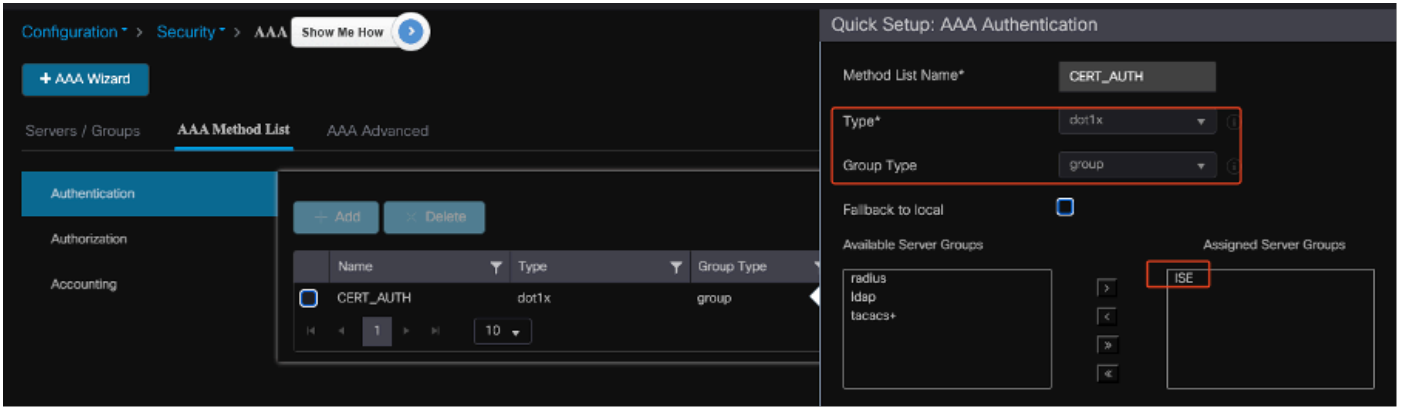 Configuration > Security > AAA Show Me How
+ AAA Wizard
Servers / Groups AAA Method List AAA Advanced
Authentication
Authorization
Accounting
+ Add × Delete
Name Type Group Type
CERT_AUTH dot1x group
1 10
Quick Setup: AAA Authentication
Method List Name* CERT_AUTH
Type* dot1x
Group Type group
Fallback to local
Available Server Groups Assigned Server Groups
radius
ldap
tacacs+
ISE